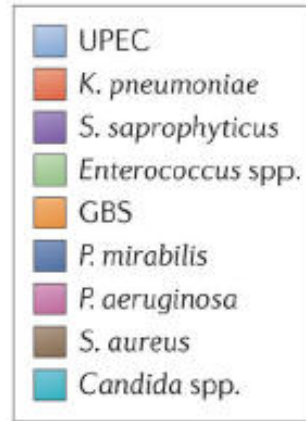 UPEC
K. pneumoniae
S. saprophyticus
Enterococcus spp.
GBS
P. mirabilis
P. aeruginosa
S. aureus
Candida spp.